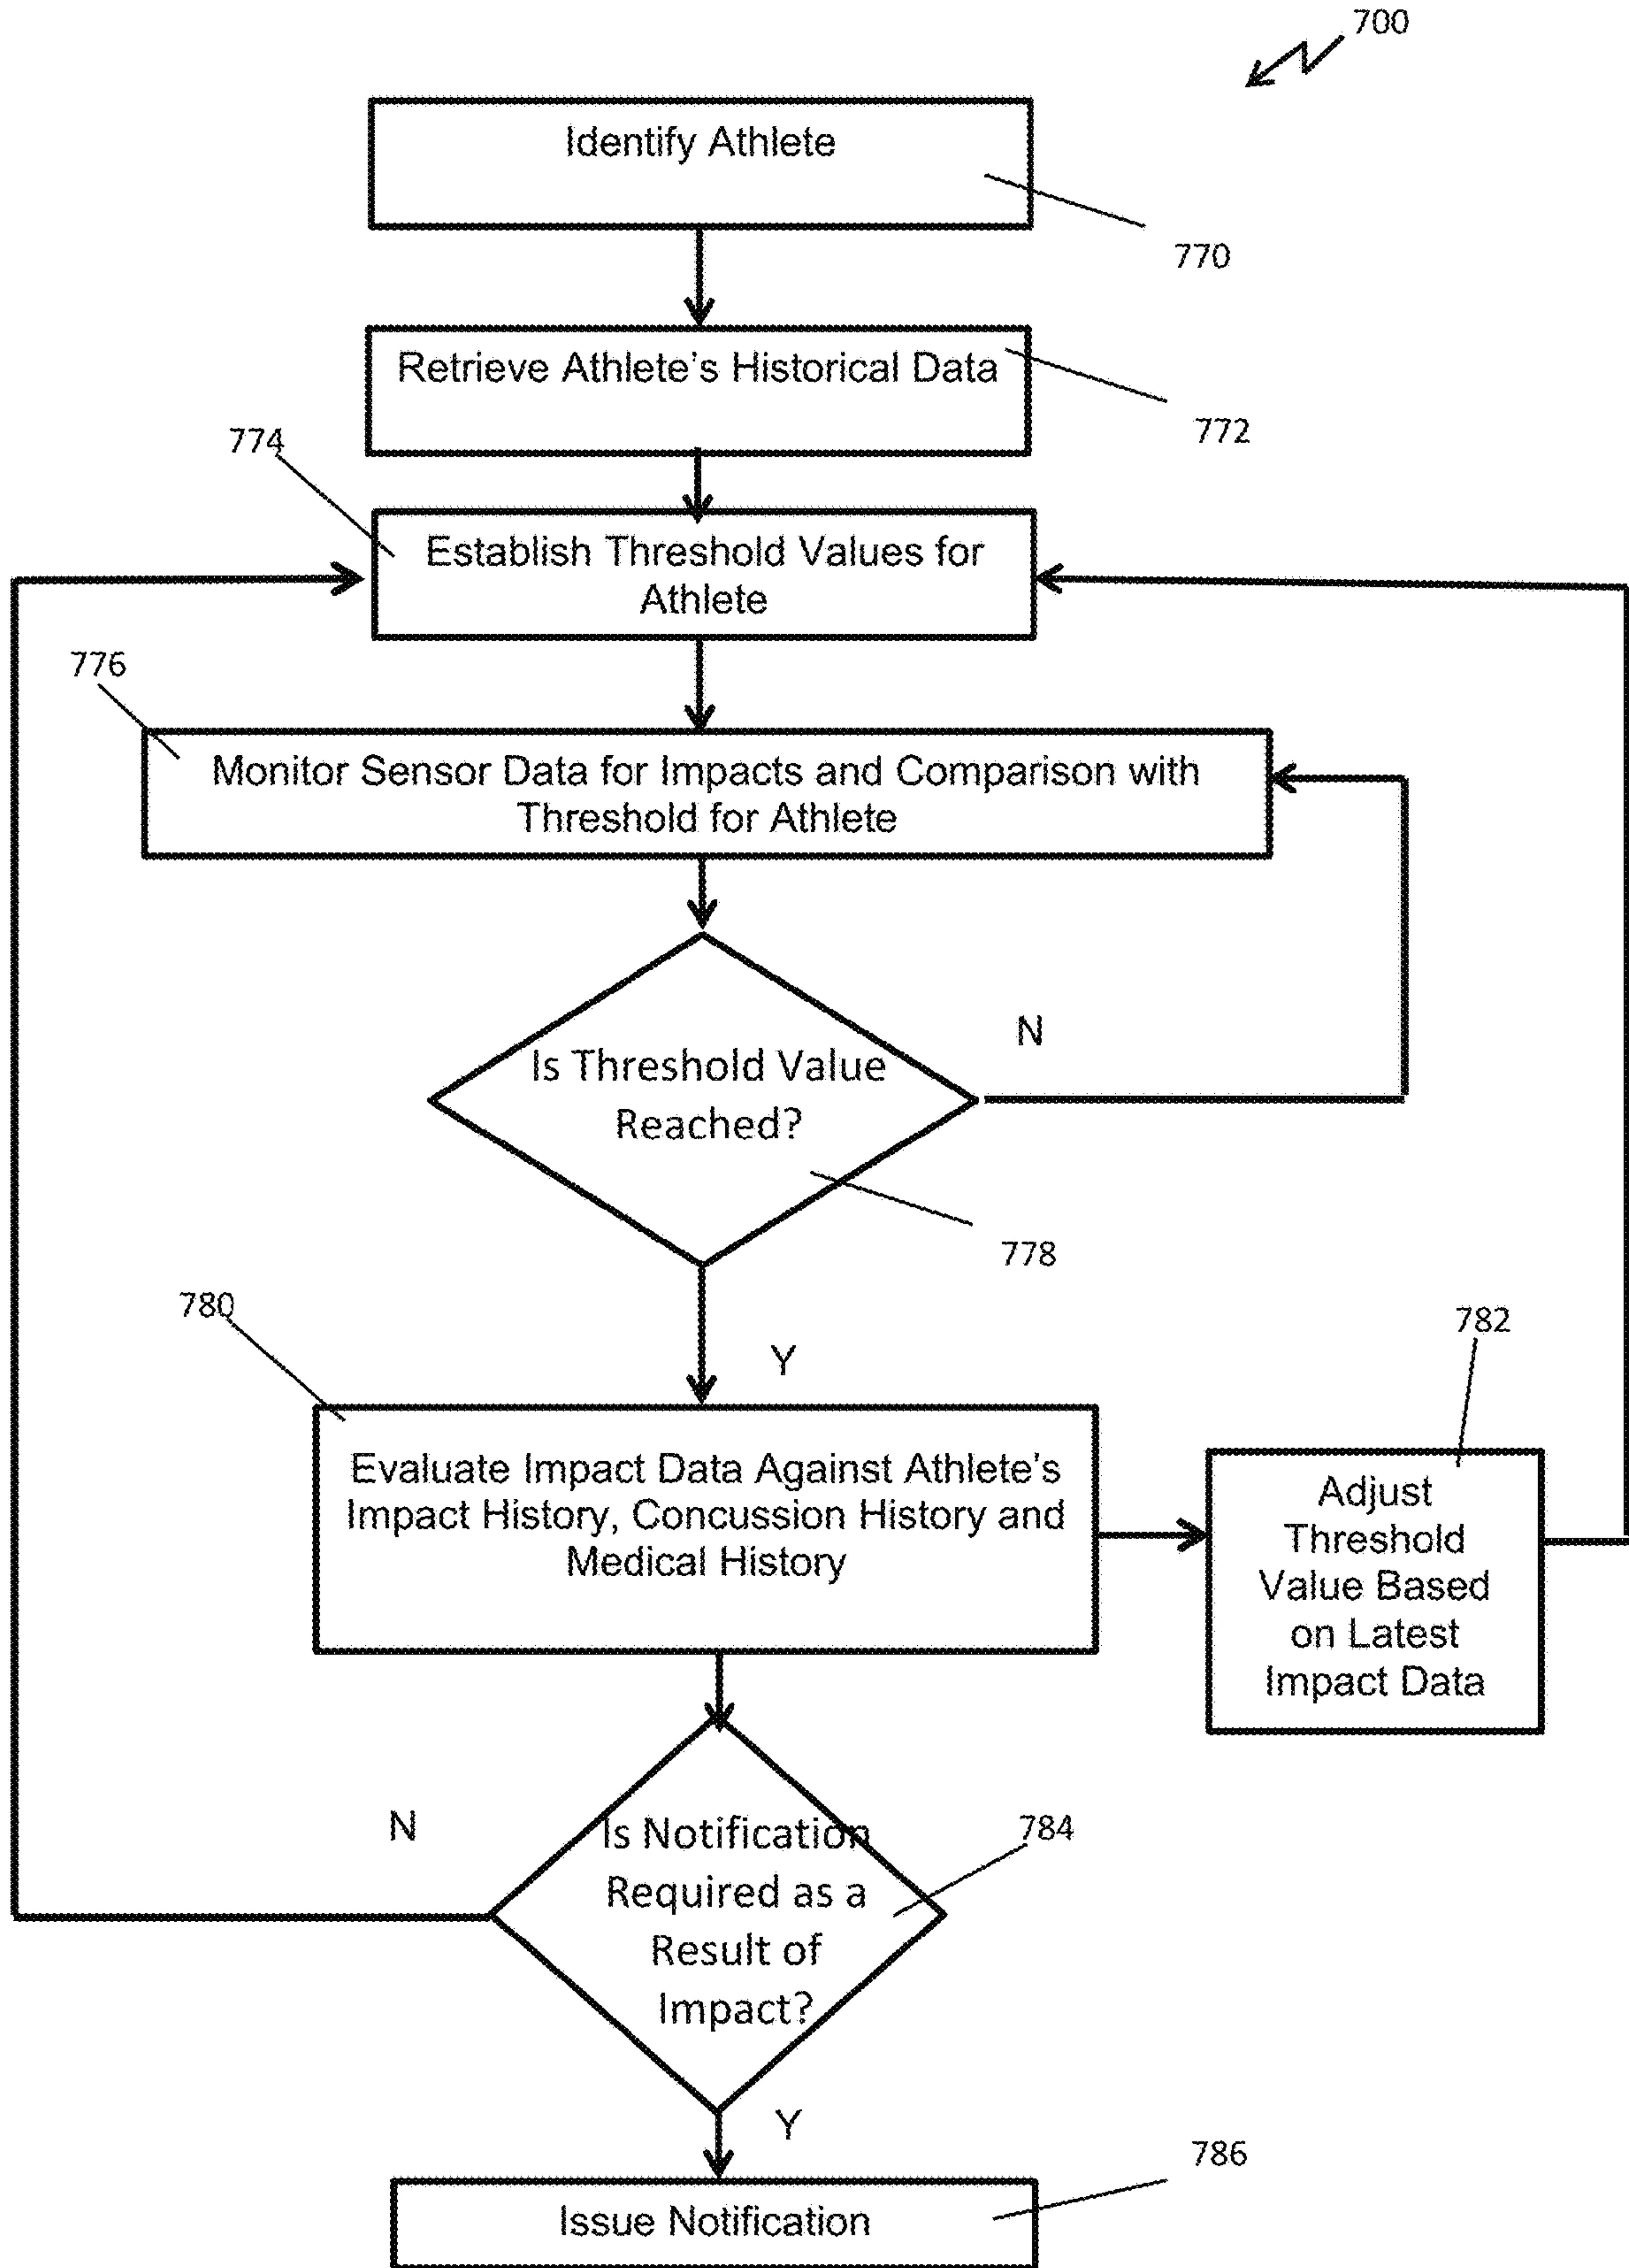 700
Identify Athlete
770
Retrieve Athlete's Historical Data
772
774
Establish Threshold Values for
Athlete
776
Monitor Sensor Data for Impacts and Comparison with
Threshold for Athlete
N
Is Threshold Value
Reached?
778
780
782
Y
Evaluate Impact Data Against Athlete's
Impact History, Concussion History and
Medical History
Adjust
Threshold
Value Based
on Latest
Impact Data
N
784
Is Notification
Required as a
Result of
Impact?
Y
786
Issue Notification